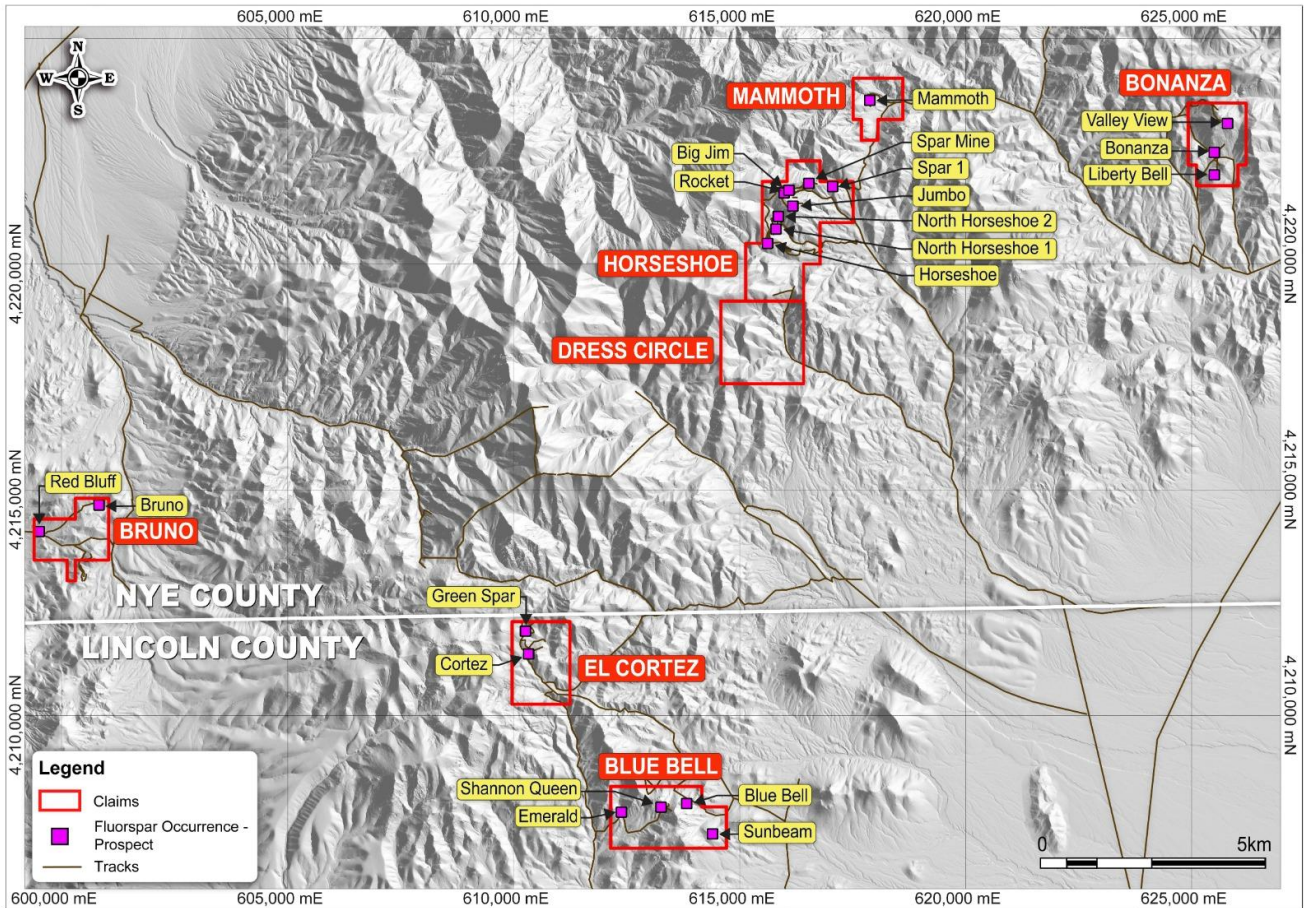 605,000 mE 610,000 mE 615,000 mE 620,000 mE 625,000 mE
N
W E
S
MAMMOTH
Mammoth
BONANZA
Valley View
Bonanza
Liberty Bell
Big Jim
Rocket
Spar Mine
Spar 1
Jumbo
North Horseshoe 2
North Horseshoe 1
Horseshoe
HORSESHOE
DRESS CIRCLE
4,220,000 mN
4,220,000 mN
4,215,000 mN
4,215,000 mN
Red Bluff
Bruno
BRUNO
NYE COUNTY
LINCOLN COUNTY
Green Spar
Cortez
EL CORTEZ
4,210,000 mN
4,210,000 mN
BLUE BELL
Shannon Queen
Emerald
Blue Bell
Sunbeam
Legend
Claims
Fluorspar Occurrence -
Prospect
Tracks
0 5km
600,000 mE 605,000 mE 610,000 mE 615,000 mE 620,000 mE 625,000 mE